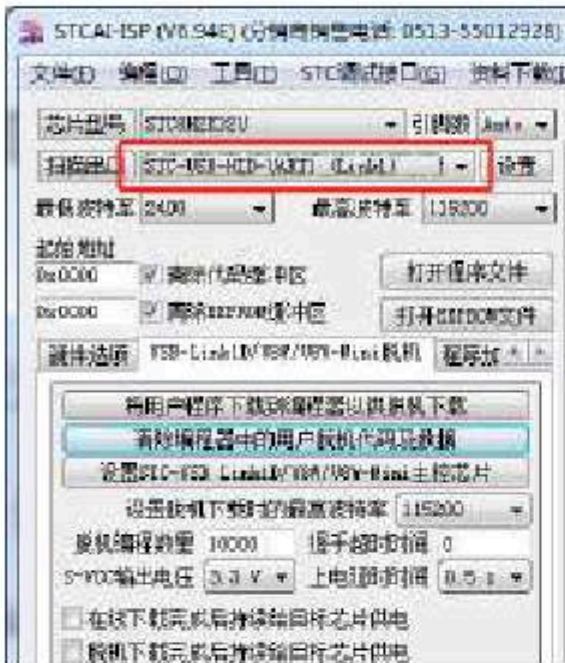 STCAI-ISP (V6.94E) (分销商销售电话: 0513-55012928)
文件(F) 编辑(E) 工具(T) STC调试接口(G) 资料下载
芯片型号 引脚数 Auto
扫描串口 STC-USB-HID-UART1 (Link1) 设置
最低波特率 2400 最高波特率 115200
起始地址
0x0000 清除代码缓冲区 打开程序文件
0x0000 清除EEPROM缓冲区 打开EEPROM文件
硬件选项 USB-Link1D/U8W/U8W-Mini脱机 程序加
将用户程序下载到编程器以供脱机下载
清除编程器中的用户脱机代码及数据
设置STC-USB Link1D/U8W/U8W-Mini主控芯片
设置脱机下载时的最高波特率 115200
脱机编程数量 10000 握手超时时间 0
S-VCC输出电压 3.3 V 上电延时时间 0.5 s
在线下载完成后持续给目标芯片供电
脱机下载完成后持续给目标芯片供电